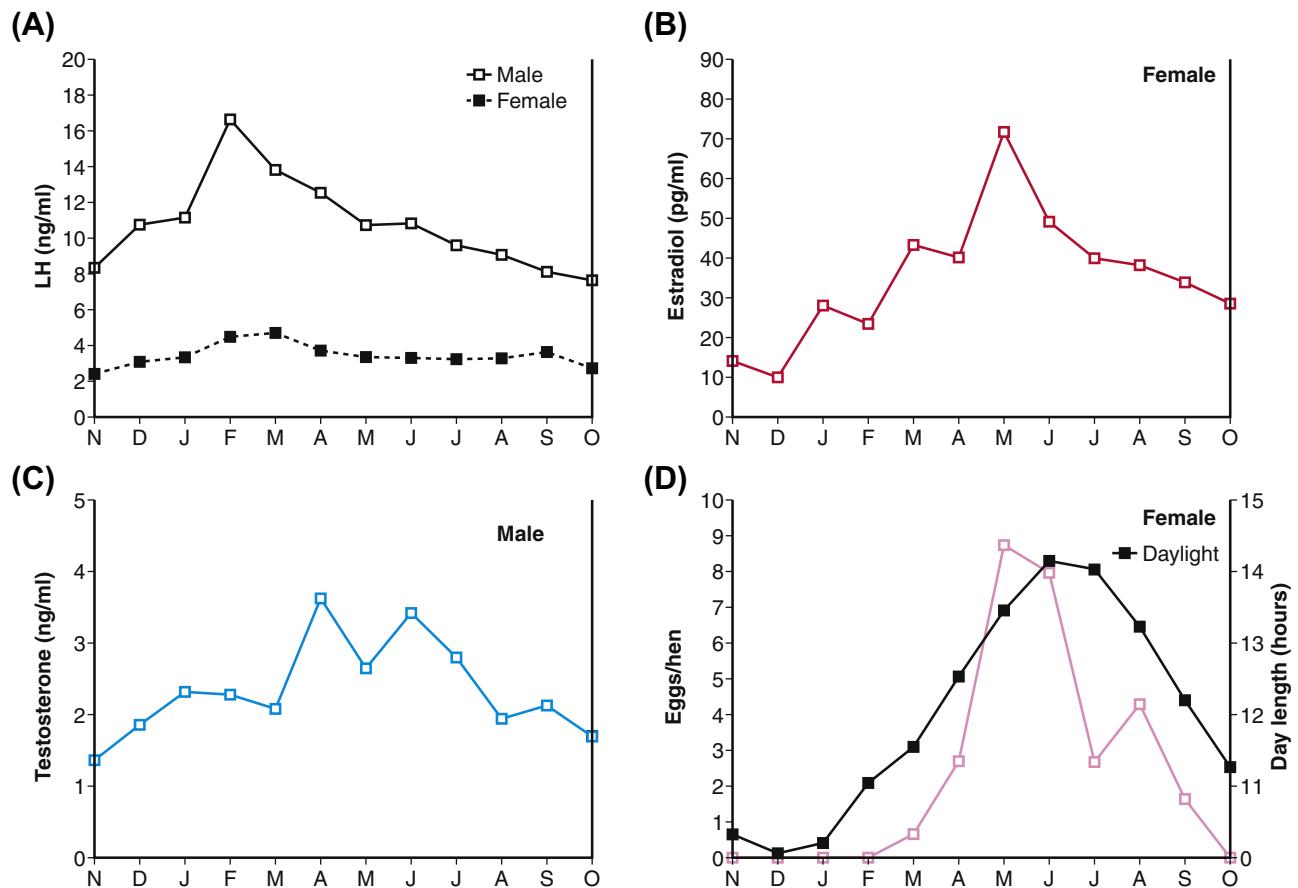 (A)
LH (ng/ml)
20
18
16
14
12
10
8
6
4
2
0
Male
Female
N D J F M A M J J A S O
(B)
Estradiol (pg/ml)
90
80
70
60
50
40
30
20
10
0
Female
N D J F M A M J J A S O
(C)
Testosterone (ng/ml)
5
4
3
2
1
0
Male
N D J F M A M J J A S O
(D)
Eggs/hen
10
9
8
7
6
5
4
3
2
1
0
Female
Daylight
15
14
13
12
11
0
Day length (hours)
N D J F M A M J J A S O